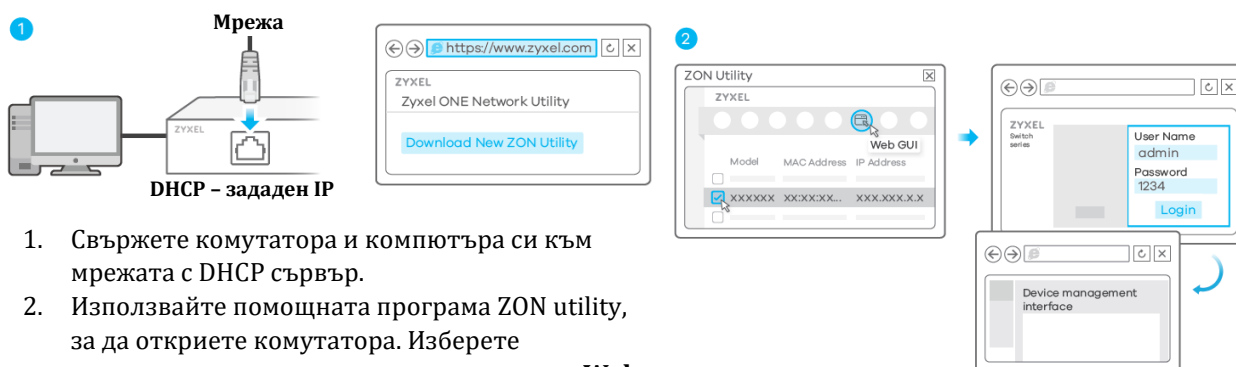 1
Мрежа
ZYXEL
DHCP – зададен IP
https://www.zyxel.com
ZYXEL
Zyxel ONE Network Utility
Download New ZON Utility
1. Свържете комутатора и компютъра си към
мрежата с DHCP сървър.
2. Използвайте помощната програма ZON utility,
за да откриете комутатора. Изберете
2
ZON Utility
ZYXEL
Web GUI
Model MAC Address IP Address
xxxxxx xx:xx:xx... xxx.xxx.x.x
ZYXEL
Switch
series
User Name
admin
Password
1234
Login
Device management
interface